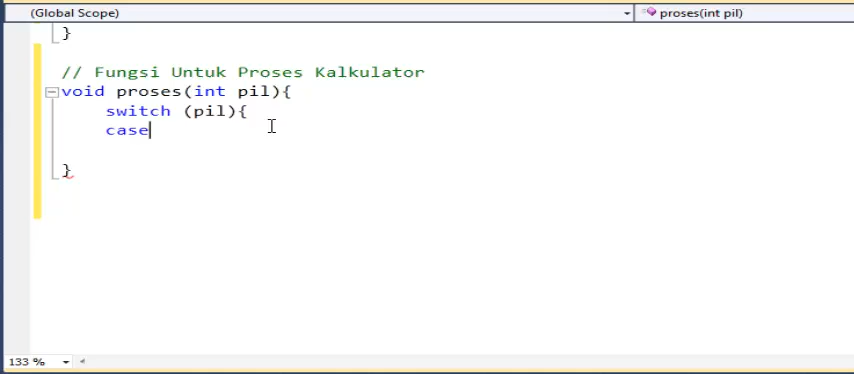 (Global Scope)
proses(int pil)
}
// Fungsi Untuk Proses Kalkulator
void proses(int pil){
switch (pil){
case
}
133 %